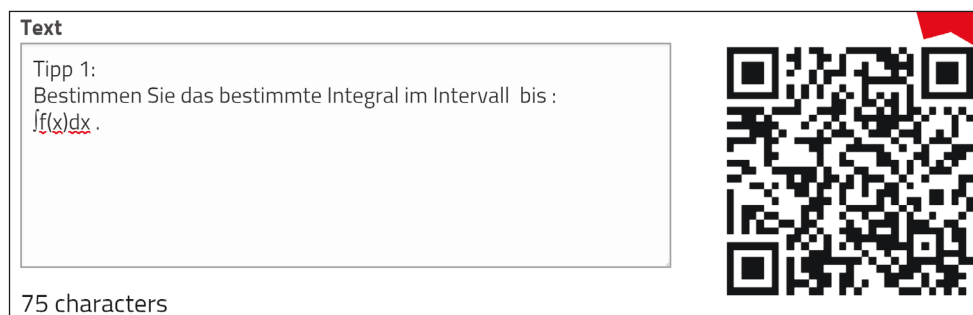 Text
Tipp 1:
Bestimmen Sie das bestimmte Integral im Intervall  bis :
∫f(x)dx .
75 characters